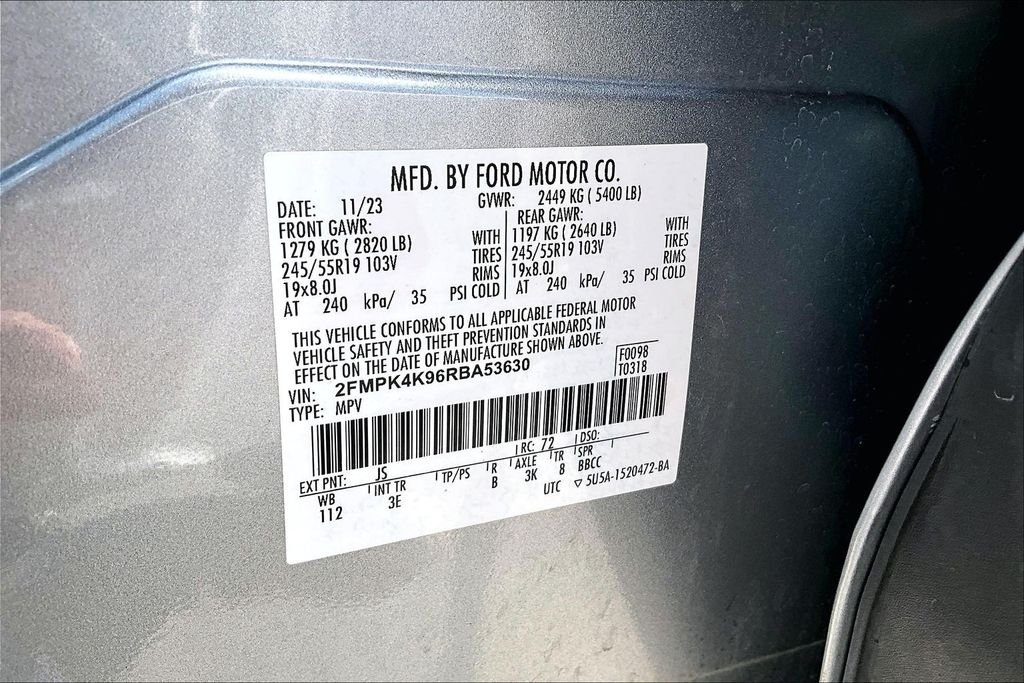 MFD. BY FORD MOTOR CO.
DATE: 11/23 GVWR: 2449 KG ( 5400 LB)
FRONT GAWR: REAR GAWR:
1279 KG ( 2820 LB) WITH 1197 KG ( 2640 LB) WITH
245/55R19 103V TIRES 245/55R19 103V TIRES
19x8.0J RIMS 19x8.0J RIMS
AT 240 kPa/ 35 PSI COLD AT 240 kPa/ 35 PSI COLD
THIS VEHICLE CONFORMS TO ALL APPLICABLE FEDERAL MOTOR
VEHICLE SAFETY AND THEFT PREVENTION STANDARDS IN
EFFECT ON THE DATE OF MANUFACTURE SHOWN ABOVE.
VIN: 2FMPK4K96RBA53630 F0098
TYPE: MPV T0318
EXT PNT: JS RC: 72 DSO:
WB INT TR TP/PS R AXLE TR SPR
112 3E B 3K 8 BBCC
UTC ▽ 5U5A-1520472-BA